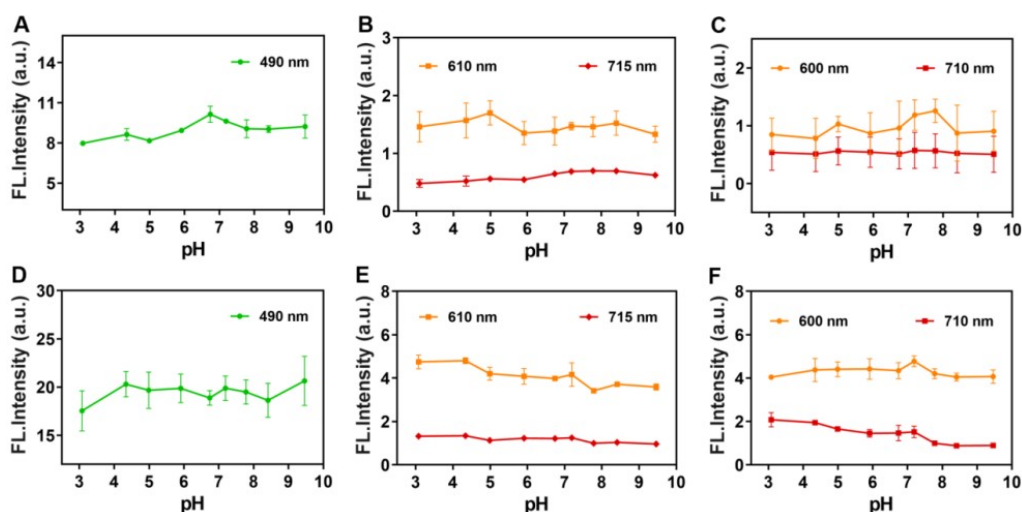 A
FL.Intensity (a.u.)
14
11
8
5
490 nm
3 4 5 6 7 8 9 10
pH
B
FL.Intensity (a.u.)
3
2
1
0
610 nm
715 nm
3 4 5 6 7 8 9 10
pH
C
FL.Intensity (a.u.)
2
1
0
600 nm
710 nm
3 4 5 6 7 8 9 10
pH
D
FL.Intensity (a.u.)
30
25
20
15
490 nm
3 4 5 6 7 8 9 10
pH
E
FL.Intensity (a.u.)
8
6
4
2
0
610 nm
715 nm
3 4 5 6 7 8 9 10
pH
F
FL.Intensity (a.u.)
8
6
4
2
0
600 nm
710 nm
3 4 5 6 7 8 9 10
pH